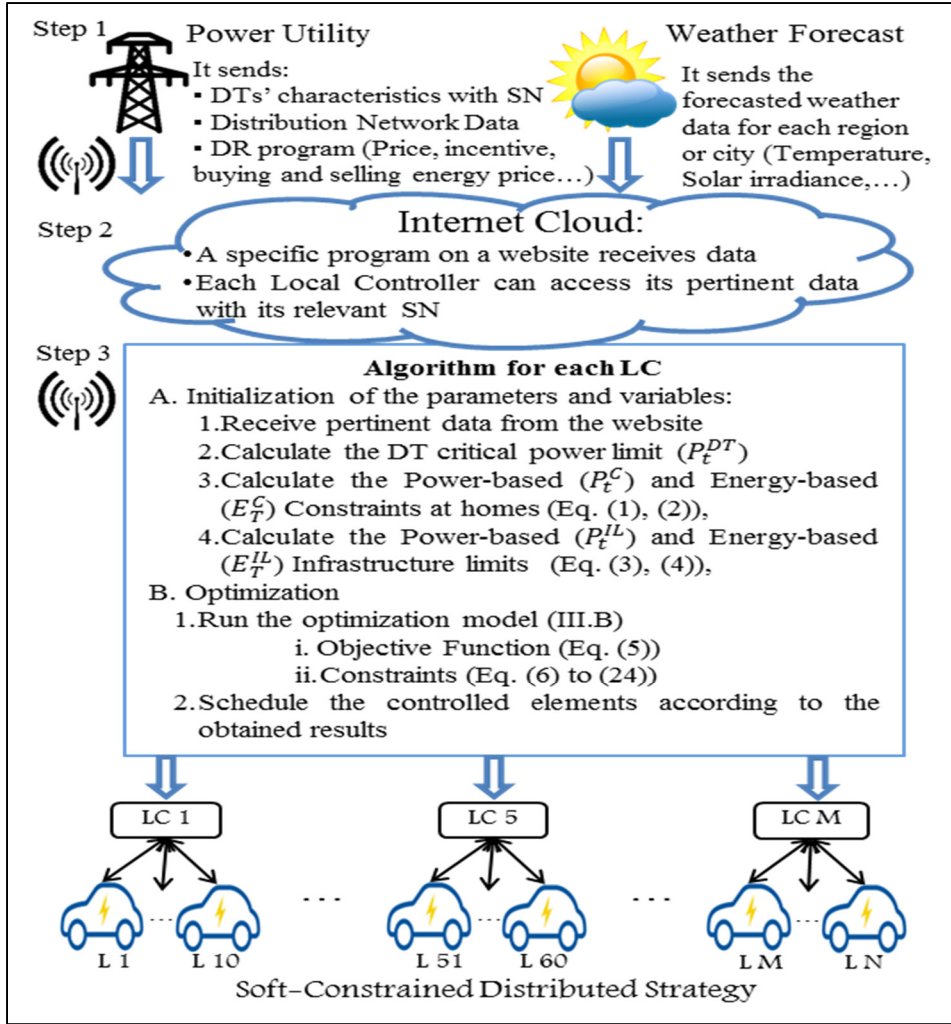 Step 1
Power Utility
It sends:
▪ DTs' characteristics with SN
▪ Distribution Network Data
▪ DR program (Price, incentive,
buying and selling energy price...)
Weather Forecast
It sends the
forecasted weather
data for each region
or city (Temperature,
Solar irradiance,...)
Step 2
Internet Cloud:
•A specific program on a website receives data
•Each Local Controller can access its pertinent data
with its relevant SN
Step 3
Algorithm for each LC
A. Initialization of the parameters and variables:
1.Receive pertinent data from the website
2.Calculate the DT critical power limit (P_t^{DT})
3.Calculate the Power-based (P_t^C) and Energy-based
(E_T^C) Constraints at homes (Eq. (1), (2)),
4.Calculate the Power-based (P_t^{IL}) and Energy-based
(E_T^{IL}) Infrastructure limits (Eq. (3), (4)),
B. Optimization
1.Run the optimization model (III.B)
i. Objective Function (Eq. (5))
ii. Constraints (Eq. (6) to (24))
2.Schedule the controlled elements according to the
obtained results
LC 1
LC 5
LC M
... ...
... ... ...
L 1 L 10 L 51 L 60 L M L N
Soft-Constrained Distributed Strategy